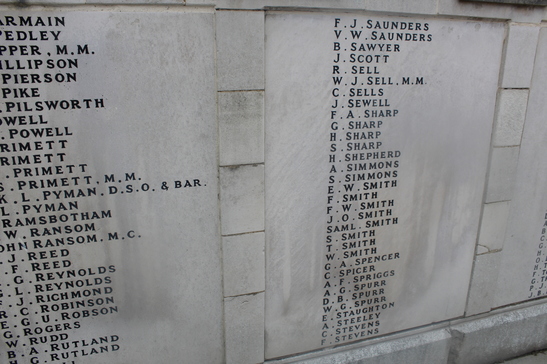 ARMAIN
PEDLEY
PPER, M.M.
ILLIPSON
PIERSON
PIKE
PILSWORTH
OWELL
. POWELL
RIMETT
RIMETT
. PRIMETT
S. PRIMETT, M.M.
K. L. PYMAN, D.S.O. & BAR.
L. PYMAN
RAMSBOTHAM
. W. RANSOM
OHN RANSOM, M.C.
. J. REED
. F. REED
. G. REYNOLDS
. J. REYNOLDS
. J. RICHMOND
R. C. ROBINSON
E. G. U. ROBSON
G. ROGERS
W. RUDD
A. RUTLAND
B. RUTLAND
F. J. SAUNDERS
V. W. SAUNDERS
B. SAWYER
J. SCOTT
R. SELL
W. J. SELL, M.M.
C. SELLS
J. SEWELL
F. A. SHARP
G. SHARP
H. SHARP
S. SHARP
H. SHEPHERD
A. SIMMONS
S. SIMMONS
E. W. SMITH
F. SMITH
F. W. SMITH
J. O. SMITH
SAML. SMITH
S. SMITH
T. SMITH
W. SMITH
G. A. SPENCER
C. SPICER
A. F. SPRIGGS
A. G. SPURR
D. B. SPURR
W. G. SPURR
E. STAUGHTON
A. STEELEY
C. STEVENS
F. STEVENS